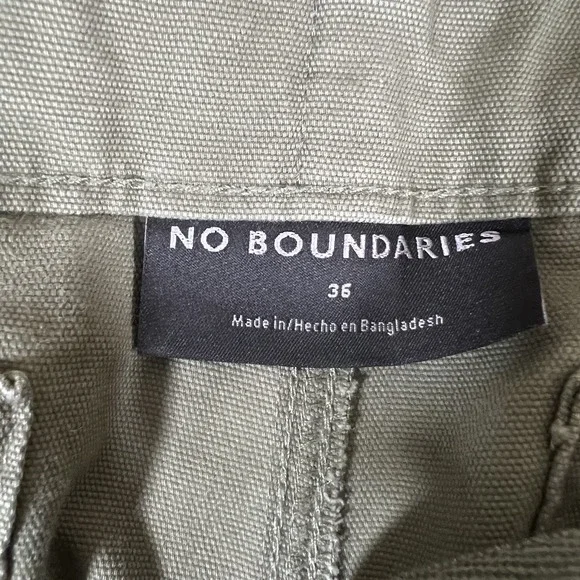 NO BOUNDARIES
36
Made in/Hecho en Bangladesh